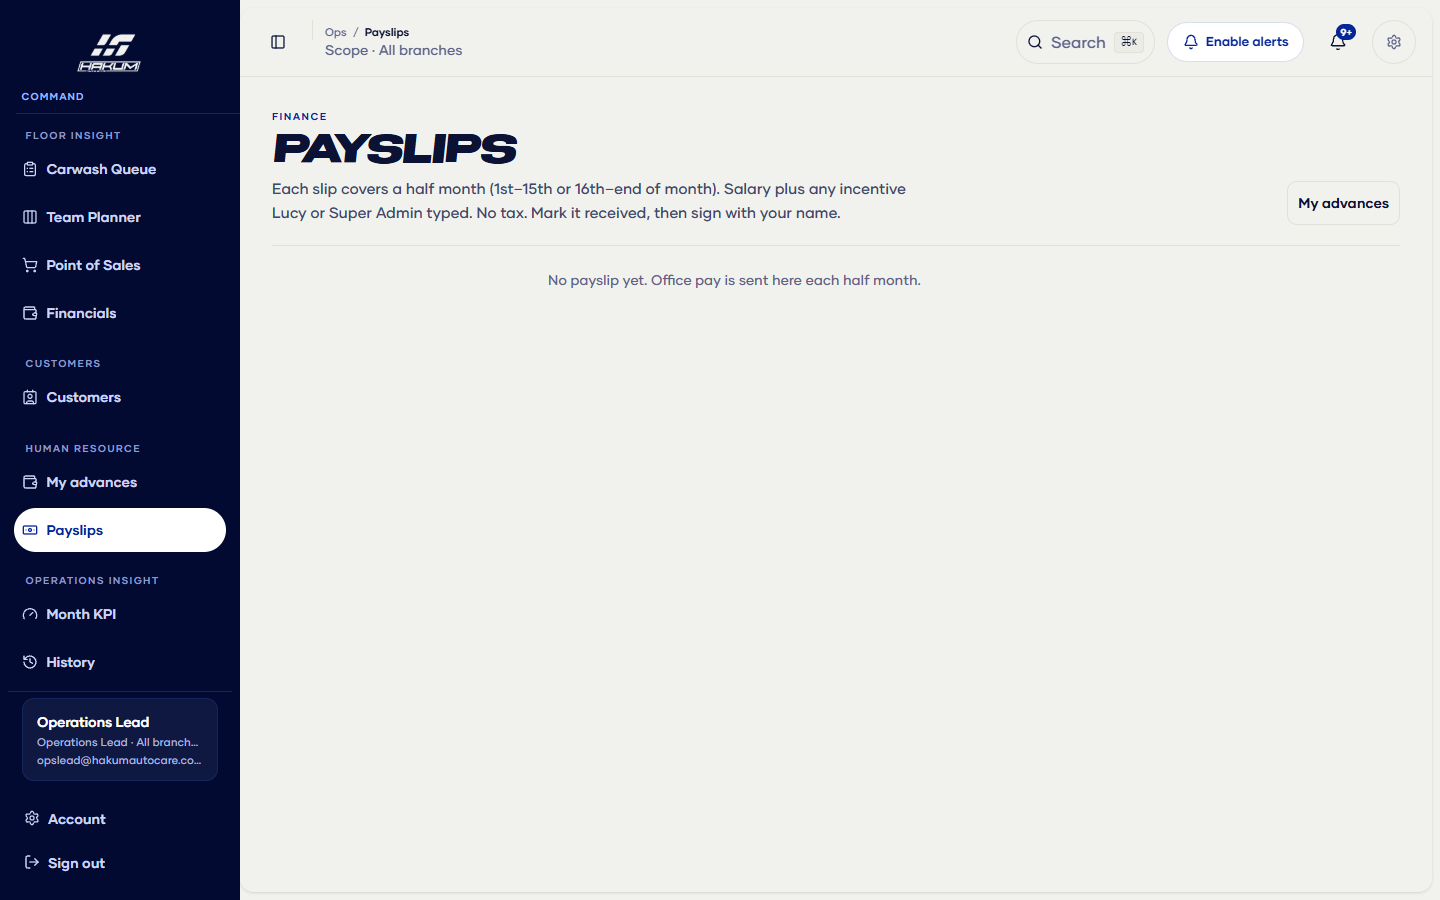 HAKUM
COMMAND
FLOOR INSIGHT
Carwash Queue
Team Planner
Point of Sales
Financials
CUSTOMERS
Customers
HUMAN RESOURCE
My advances
Payslips
OPERATIONS INSIGHT
Month KPI
History
Operations Lead
Operations Lead · All branch...
opslead@hakumautocare.co...
Account
Sign out
Ops / Payslips
Scope · All branches
Search ⌘K
Enable alerts
9+
FINANCE
PAYSLIPS
Each slip covers a half month (1st–15th or 16th–end of month). Salary plus any incentive
Lucy or Super Admin typed. No tax. Mark it received, then sign with your name.
My advances
No payslip yet. Office pay is sent here each half month.